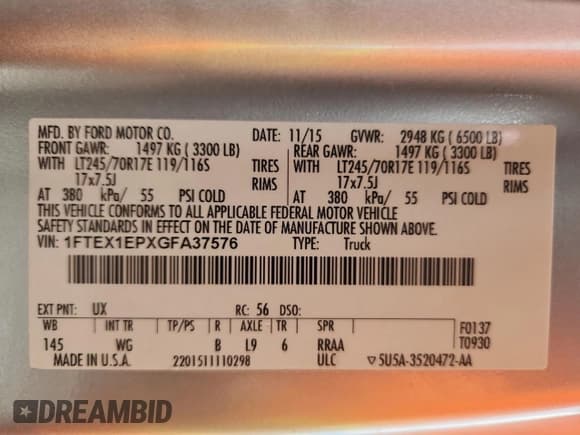 MFD. BY FORD MOTOR CO. DATE: 11/15 GVWR: 2948 KG ( 6500 LB)
FRONT GAWR: 1497 KG ( 3300 LB) REAR GAWR: 1497 KG ( 3300 LB)
WITH LT245/70R17E 119/116S TIRES WITH LT245/70R17E 119/116S TIRES
17x7.5J RIMS 17x7.5J RIMS
AT 380 kPa/ 55 PSI COLD AT 380 kPa/ 55 PSI COLD
THIS VEHICLE CONFORMS TO ALL APPLICABLE FEDERAL MOTOR VEHICLE
SAFETY STANDARDS IN EFFECT ON THE DATE OF MANUFACTURE SHOWN ABOVE.
VIN: 1FTEX1EPXGFA37576 TYPE: Truck
EXT PNT: UX RC: 56 DSO:
WB INT TR TP/PS R AXLE TR SPR F0137
145 WG B L9 6 RRAA T0930
MADE IN U.S.A. 2201511110298 ULC ▽5U5A-3520472-AA
DREAMBID